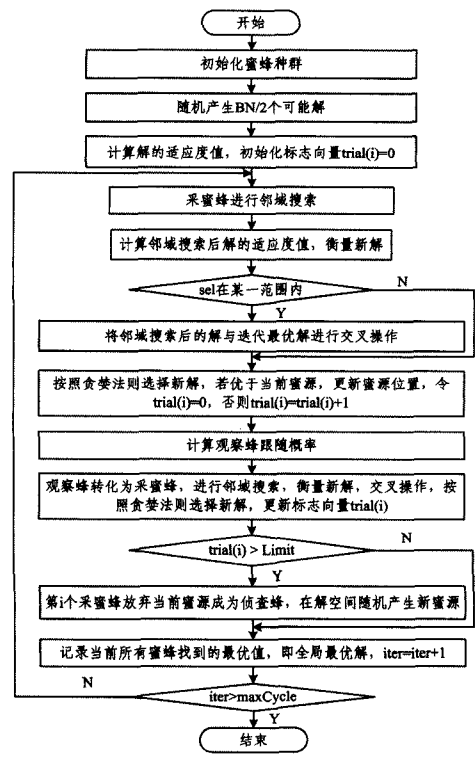 开始
初始化蜜蜂种群
随机产生BN/2个可能解
计算解的适应度值，初始化标志向量trial(i)=0
采蜜蜂进行邻域搜索
计算邻域搜索后解的适应度值，衡量新解
sel在某一范围内
N
Y
将邻域搜索后的解与迭代最优解进行交叉操作
按照贪婪法则选择新解，若优于当前蜜源，更新蜜源位置，令
trial(i)=0，否则trial(i)=trial(i)+1
计算观察蜂跟随概率
观察蜂转化为采蜜蜂，进行邻域搜索，衡量新解，交叉操作，按
照贪婪法则选择新解，更新标志向量trial(i)
trial(i) > Limit
N
Y
第i个采蜜蜂放弃当前蜜源成为侦查蜂，在解空间随机产生新蜜源
记录当前所有蜜蜂找到的最优值，即全局最优解，iter=iter+1
N
iter>maxCycle
Y
结束